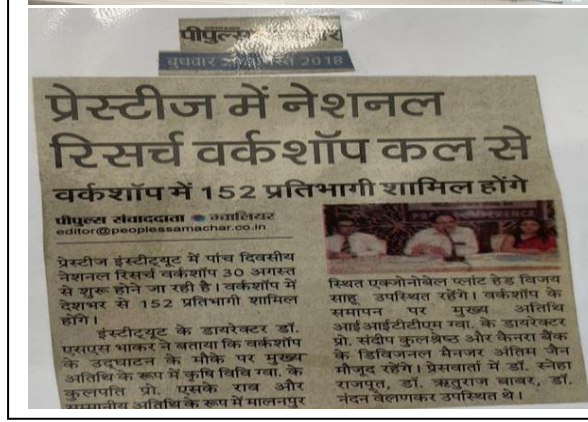 पीपुल्स
बुधवार 2018
प्रेस्टीज में नेशनल
रिसर्च वर्कशॉप कल से
वर्कशॉप में 152 प्रतिभागी शामिल होंगे
पीपुल्स संवाददाता ● ग्वालियर
editor@peoplessamachar.co.in
प्रेस्टीज इंस्टीट्यूट में पांच दिवसीय
नेशनल रिसर्च वर्कशॉप 30 अगस्त
से शुरू होने जा रही है। वर्कशॉप में
देशभर से 152 प्रतिभागी शामिल
होंगे।
इंस्टीट्यूट के डायरेक्टर डॉ.
एसएस भाकर ने बताया कि वर्कशॉप
के उद्घाटन के मौके पर मुख्य
अतिथि के रूप में कृषि विवि ग्वा. के
कुलपति प्रो. एसके राव और
सम्मानीय अतिथि के रूप में मालनपुर
स्थित एक्जोनोबेल प्लांट हेड विजय
साहू उपस्थित रहेंगे। वर्कशॉप के
समापन पर मुख्य अतिथि
आईआईटीटीएम ग्वा. के डायरेक्टर
प्रो. संदीप कुलश्रेष्ठ और कैनरा बैंक
के डिविजनल मैनजर अंतिम जैन
मौजूद रहेंगे। प्रेसवार्ता में डॉ. स्नेहा
राजपूत, डॉ. ऋतुराज बाबर, डॉ.
नंदन वेलणकर उपस्थित थे।